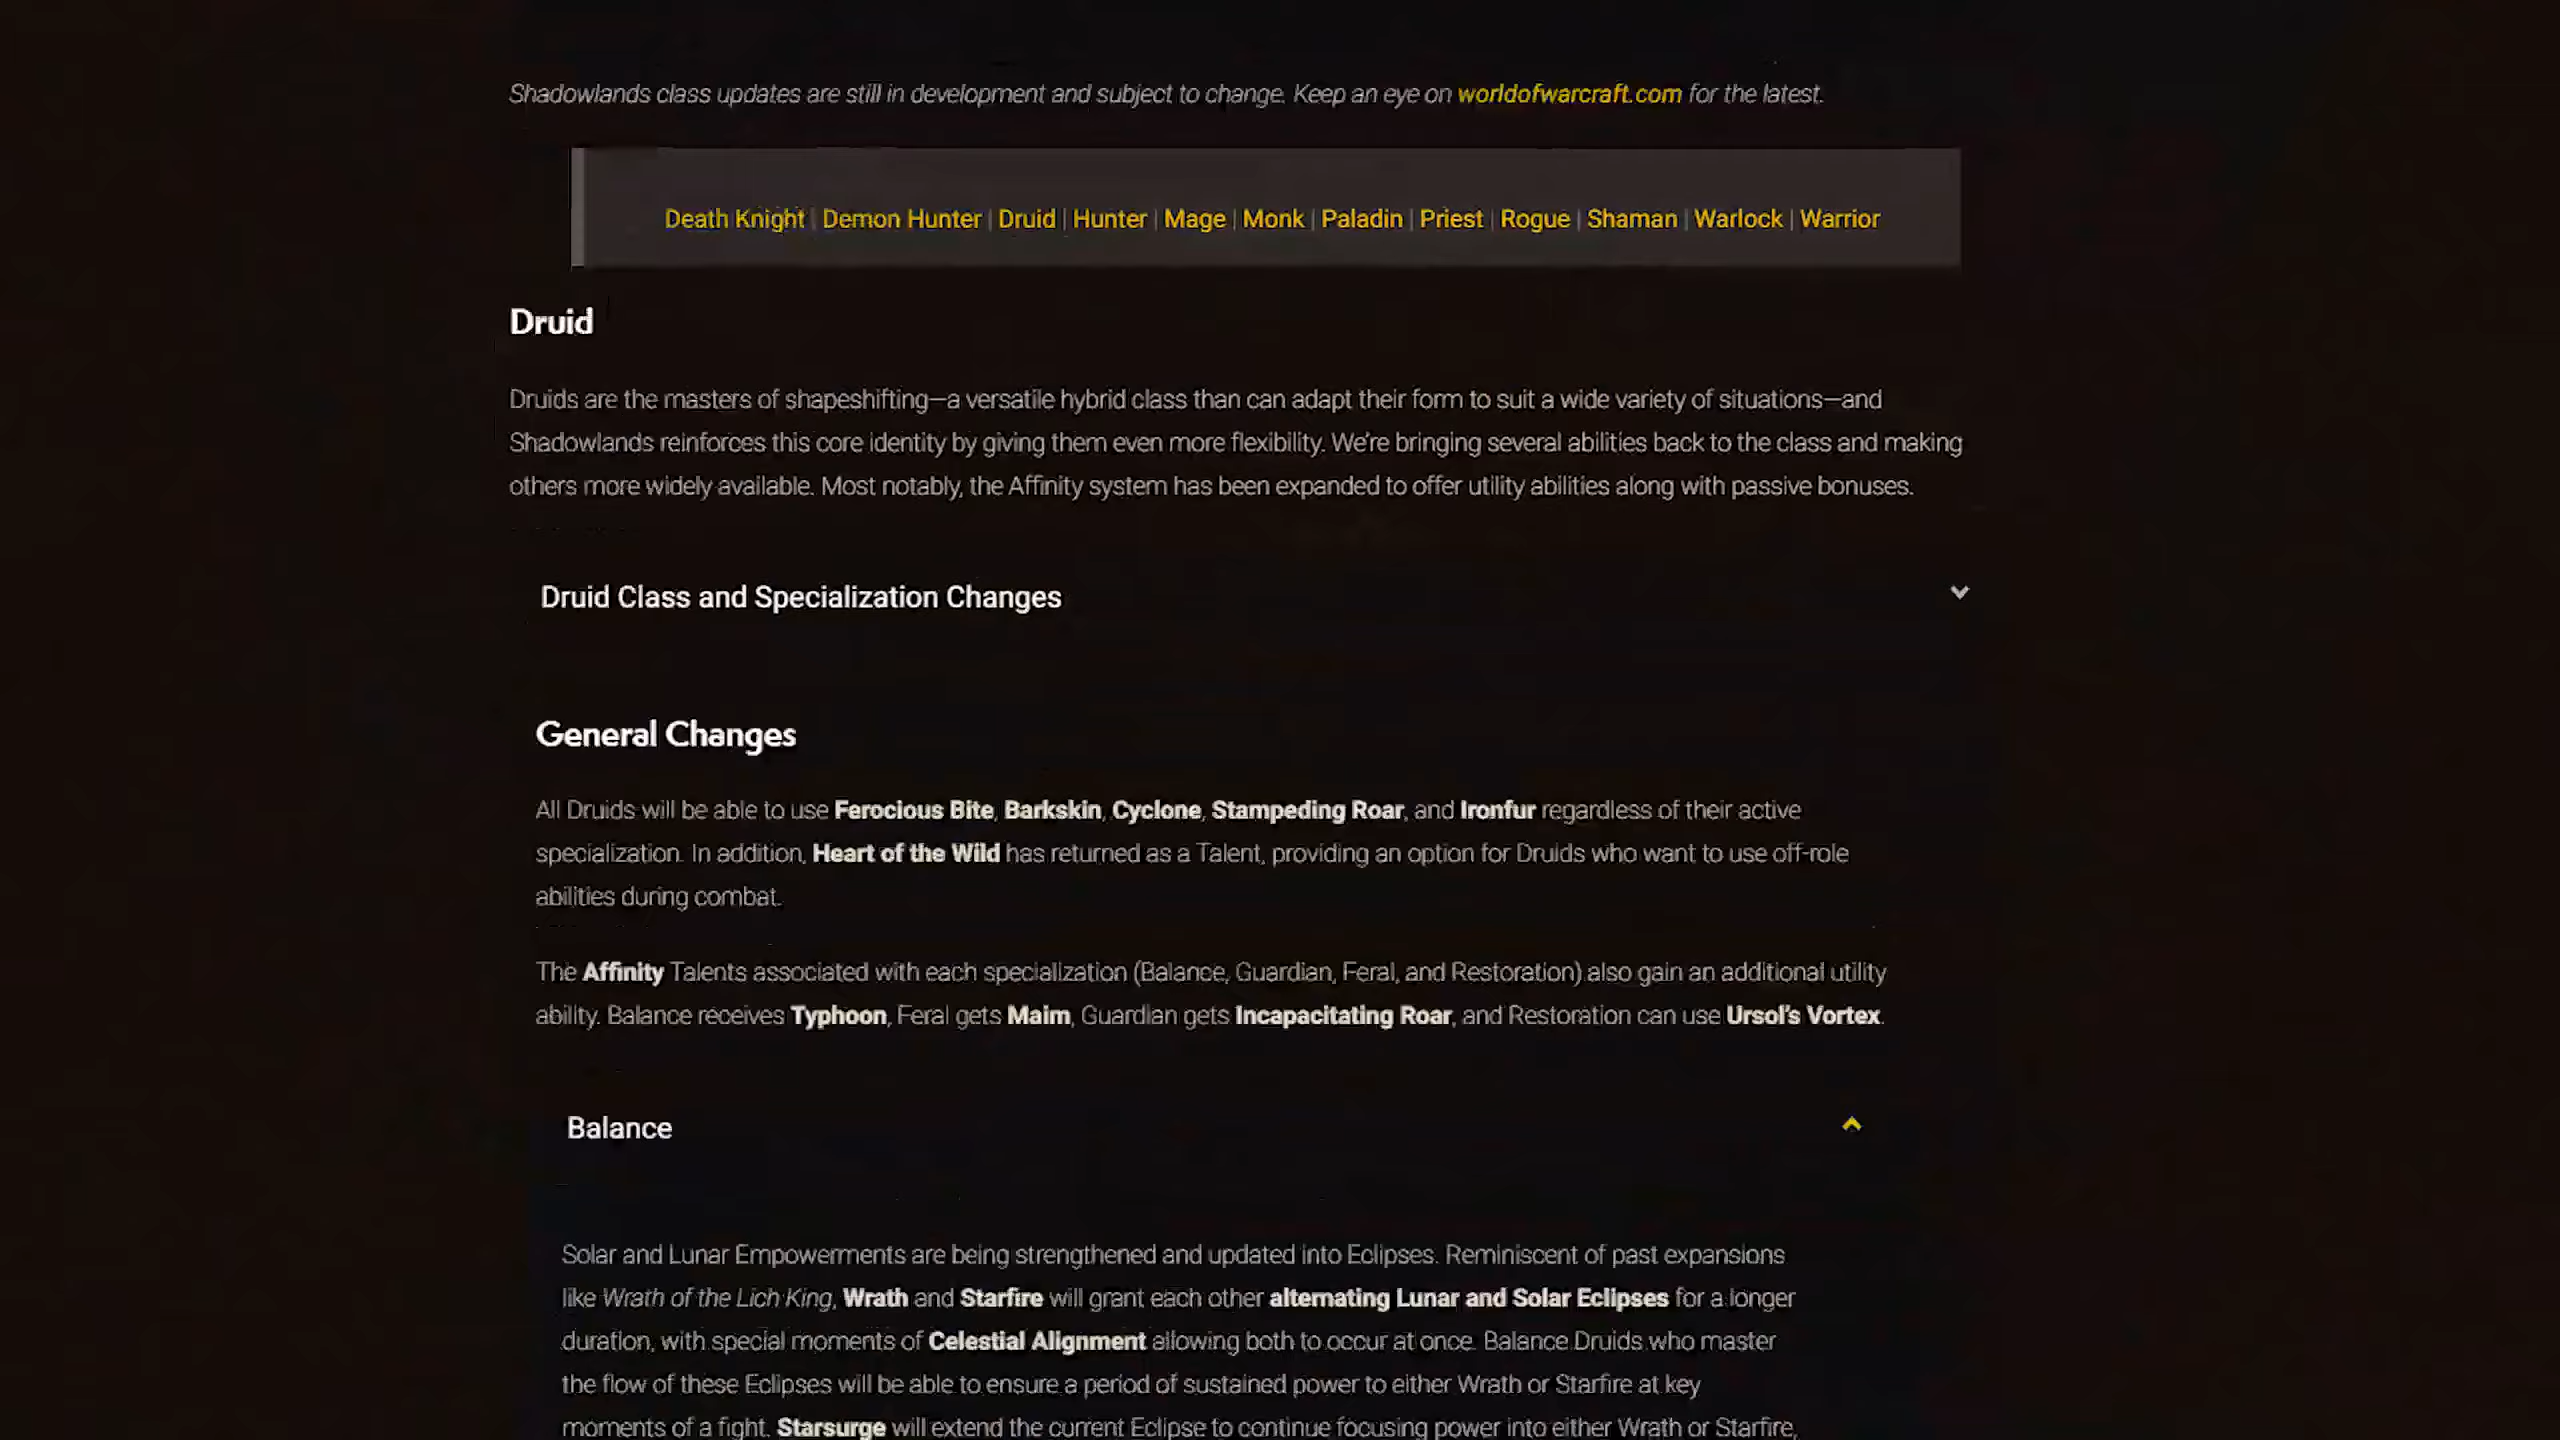 Shadowlands class updates are still in development and subject to change. Keep an eye on worldofwarcraft.com for the latest.
Death Knight | Demon Hunter | Druid | Hunter | Mage | Monk | Paladin | Priest | Rogue | Shaman | Warlock | Warrior
Druid
Druids are the masters of shapeshifting—a versatile hybrid class than can adapt their form to suit a wide variety of situations—and
Shadowlands reinforces this core identity by giving them even more flexibility. We're bringing several abilities back to the class and making
others more widely available. Most notably, the Affinity system has been expanded to offer utility abilities along with passive bonuses.
Druid Class and Specialization Changes
General Changes
All Druids will be able to use Ferocious Bite, Barkskin, Cyclone, Stampeding Roar, and Ironfur regardless of their active
specialization. In addition, Heart of the Wild has returned as a Talent, providing an option for Druids who want to use off-role
abilities during combat.
The Affinity Talents associated with each specialization (Balance, Guardian, Feral, and Restoration) also gain an additional utility
ability. Balance receives Typhoon, Feral gets Maim, Guardian gets Incapacitating Roar, and Restoration can use Ursol's Vortex.
Balance
Solar and Lunar Empowerments are being strengthened and updated into Eclipses. Reminiscent of past expansions
like Wrath of the Lich King, Wrath and Starfire will grant each other alternating Lunar and Solar Eclipses for a longer
duration, with special moments of Celestial Alignment allowing both to occur at once. Balance Druids who master
the flow of these Eclipses will be able to ensure a period of sustained power to either Wrath or Starfire at key
moments of a fight. Starsurge will extend the current Eclipse to continue focusing power into either Wrath or Starfire,